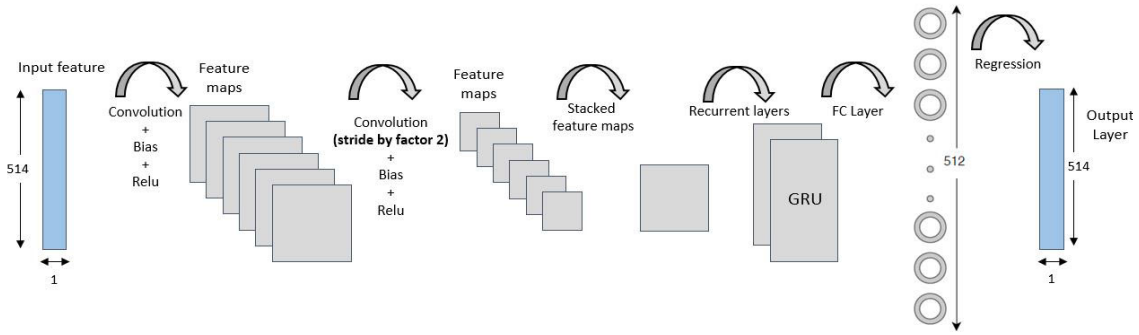 Input feature
514
1
Convolution
+
Bias
+
Relu
Feature
maps
Convolution
(stride by factor 2)
+
Bias
+
Relu
Feature
maps
Stacked
feature maps
Recurrent layers
GRU
FC Layer
512
Regression
Output
Layer
514
1